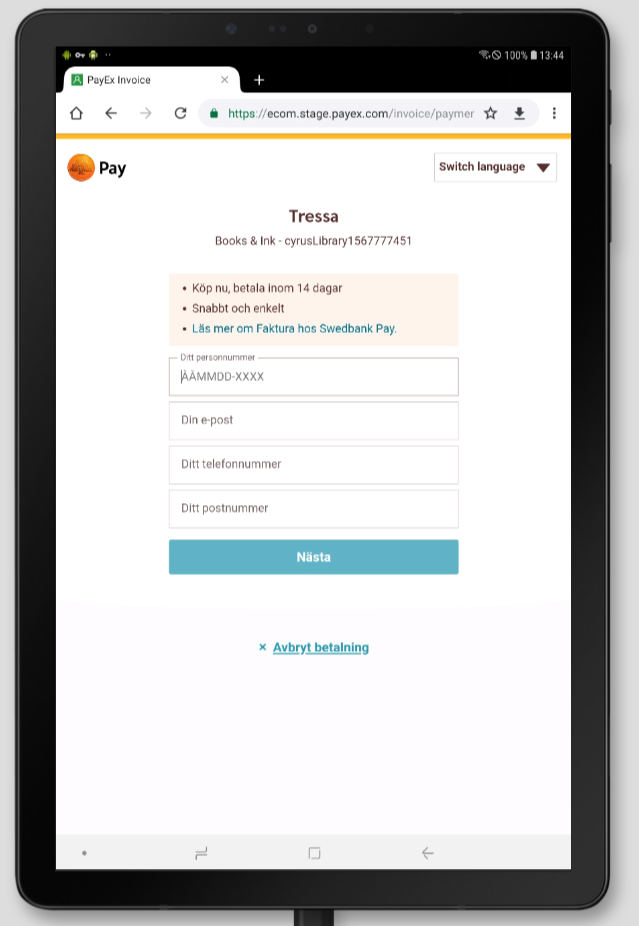 100% 13:44
PayEx Invoice
https://ecom.stage.payex.com/invoice/paymer
Pay
Switch language
Tressa
Books & Ink - cyrusLibrary1567777451
• Köp nu, betala inom 14 dagar
• Snabbt och enkelt
• Läs mer om Faktura hos Swedbank Pay.
Ditt personnummer
ÅÅMMDD-XXXX
Din e-post
Ditt telefonnummer
Ditt postnummer
Nästa
× Avbryt betalning